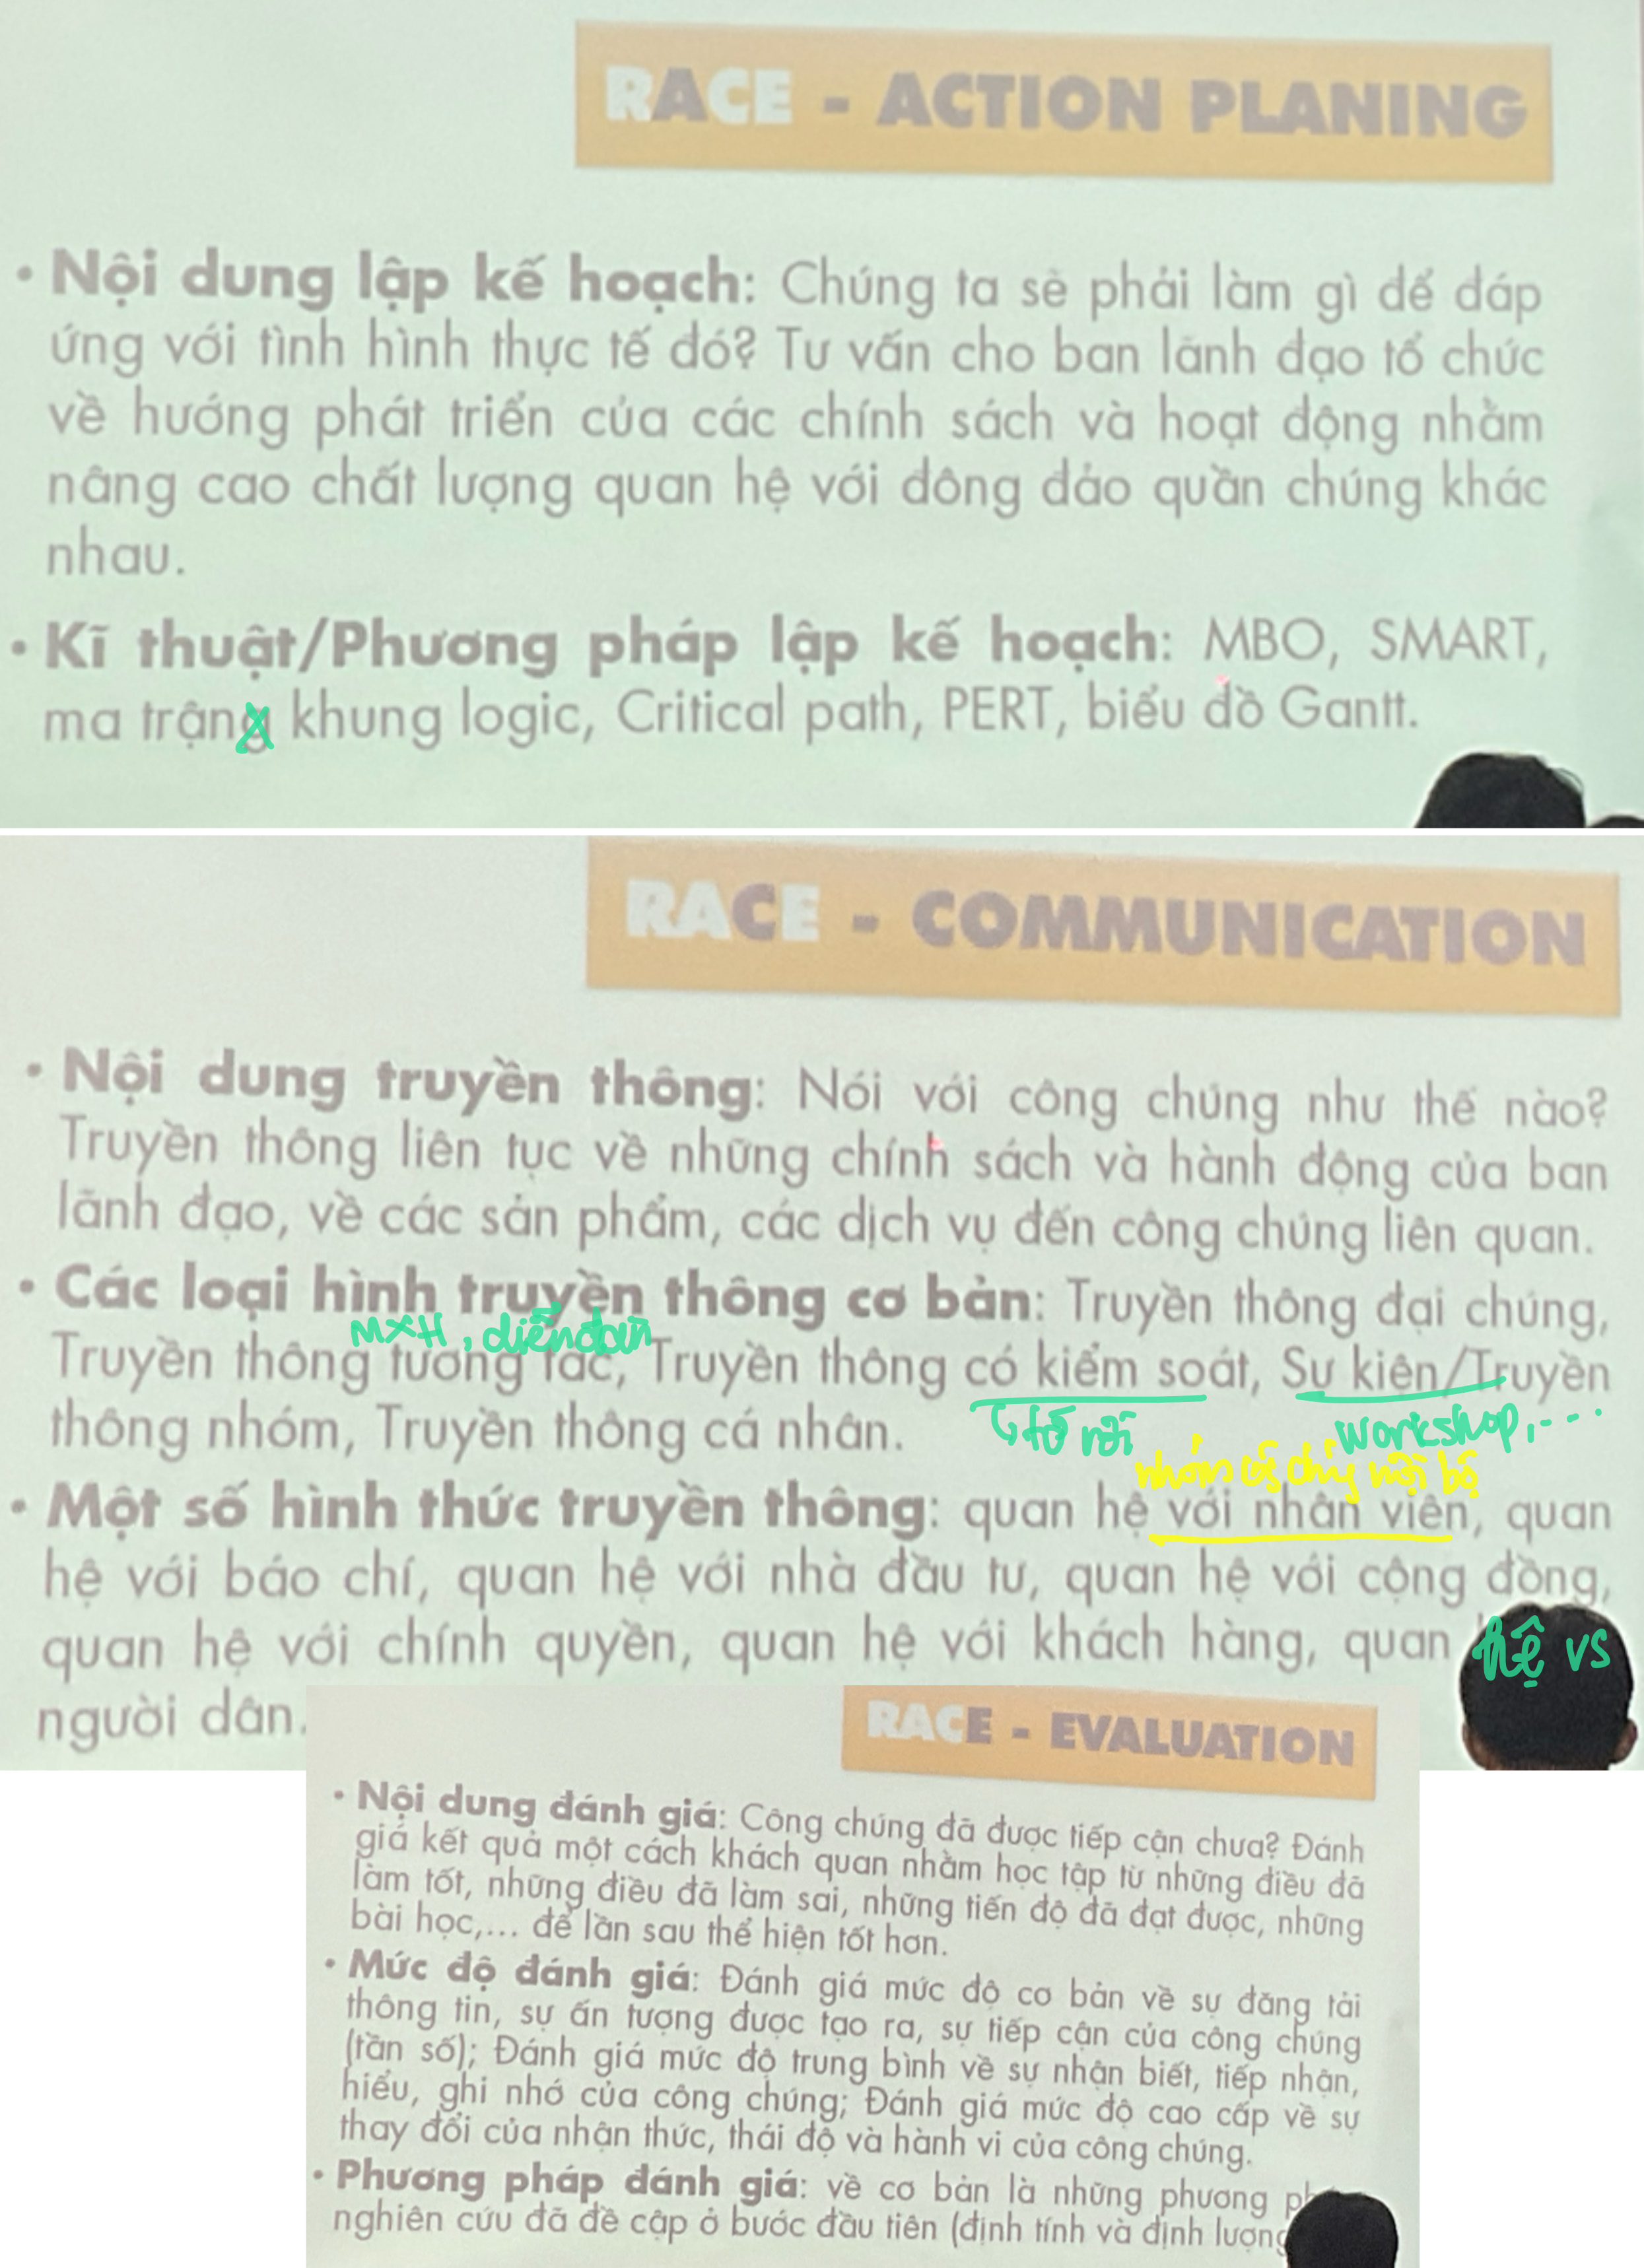 RACE - ACTION PLANING
• Nội dung lập kế hoạch: Chúng ta sẽ phải làm gì để đáp
ứng với tình hình thực tế đó? Tư vấn cho ban lãnh đạo tổ chức
về hướng phát triển của các chính sách và hoạt động nhằm
nâng cao chất lượng quan hệ với đông đảo quần chúng khác
nhau.
• Kĩ thuật/Phương pháp lập kế hoạch: MBO, SMART,
ma trận khung logic, Critical path, PERT, biểu đồ Gantt.
RACE - COMMUNICATION
• Nội dung truyền thông: Nói với công chúng như thế nào?
Truyền thông liên tục về những chính sách và hành động của ban
lãnh đạo, về các sản phẩm, các dịch vụ đến công chúng liên quan.
• Các loại hình truyền thông cơ bản: Truyền thông đại chúng,
MXH, diễn đàn
Truyền thông tương tác, Truyền thông có kiểm soát, Sự kiện/Truyền
thông nhóm, Truyền thông cá nhân.
↳ tờ rơi
workshop,...
nội bộ
• Một số hình thức truyền thông: quan hệ với nhân viên, quan
hệ với báo chí, quan hệ với nhà đầu tư, quan hệ với cộng đồng,
quan hệ với chính quyền, quan hệ với khách hàng, quan hệ vs
người dân.
RACE - EVALUATION
• Nội dung đánh giá: Công chúng đã được tiếp cận chưa? Đánh
giá kết quả một cách khách quan nhằm học tập từ những điều đã
làm tốt, những điều đã làm sai, những tiến độ đã đạt được, những
bài học,... để lần sau thể hiện tốt hơn.
• Mức độ đánh giá: Đánh giá mức độ cơ bản về sự đăng tải
thông tin, sự ấn tượng được tạo ra, sự tiếp cận của công chúng
(tần số); Đánh giá mức độ trung bình về sự nhận biết, tiếp nhận,
hiểu, ghi nhớ của công chúng; Đánh giá mức độ cao cấp về sự
thay đổi của nhận thức, thái độ và hành vi của công chúng.
• Phương pháp đánh giá: về cơ bản là những phương
nghiên cứu đã đề cập ở bước đầu tiên (định tính và định lượng